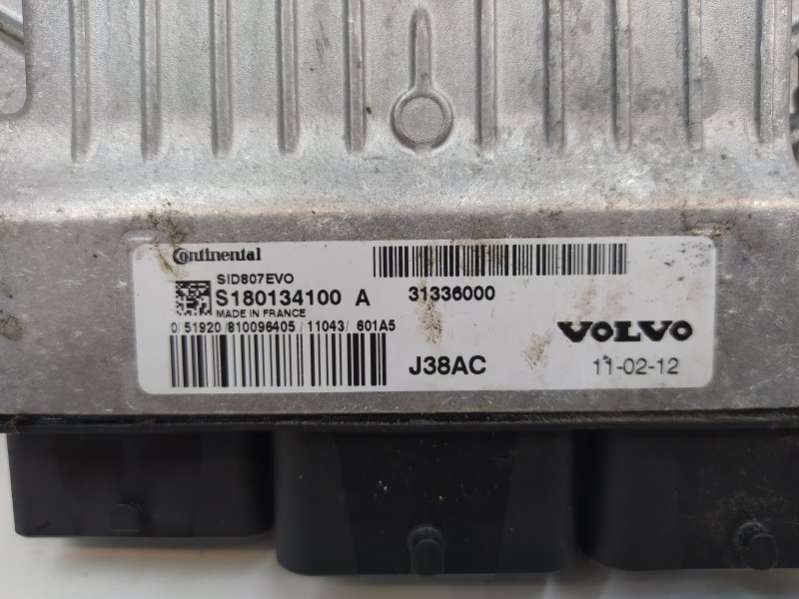 Continental
SID807EVO
S180134100 A
MADE IN FRANCE
0/51920/810096405/11043/601A5
31336000
VOLVO
J38AC
11-02-12